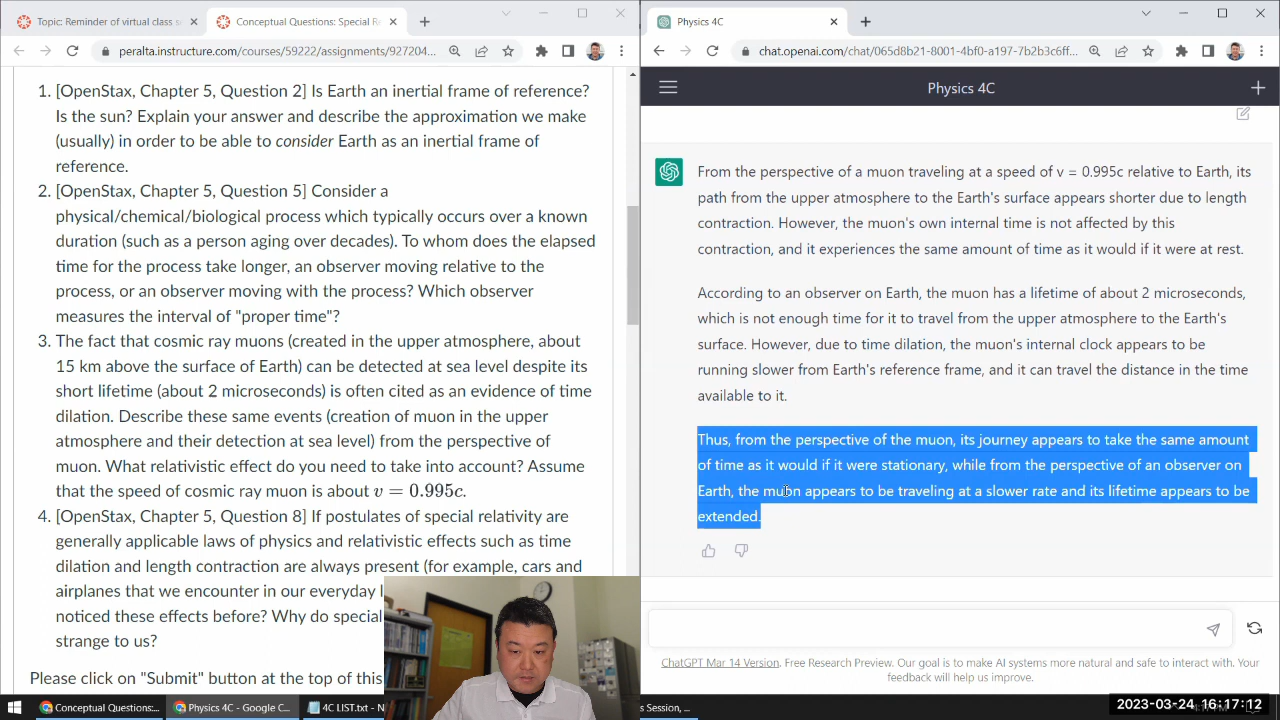 Topic: Reminder of virtual class s
Conceptual Questions: Special Re
peralta.instructure.com/courses/59222/assignments/927204...
1. [OpenStax, Chapter 5, Question 2] Is Earth an inertial frame of reference?
Is the sun? Explain your answer and describe the approximation we make
(usually) in order to be able to consider Earth as an inertial frame of
reference.
2. [OpenStax, Chapter 5, Question 5] Consider a
physical/chemical/biological process which typically occurs over a known
duration (such as a person aging over decades). To whom does the elapsed
time for the process take longer, an observer moving relative to the
process, or an observer moving with the process? Which observer
measures the interval of "proper time"?
3. The fact that cosmic ray muons (created in the upper atmosphere, about
15 km above the surface of Earth) can be detected at sea level despite its
short lifetime (about 2 microseconds) is often cited as an evidence of time
dilation. Describe these same events (creation of muon in the upper
atmosphere and their detection at sea level) from the perspective of
muon. What relativistic effect do you need to take into account? Assume
that the speed of cosmic ray muon is about v = 0.995c.
4. [OpenStax, Chapter 5, Question 8] If postulates of special relativity are
generally applicable laws of physics and relativistic effects such as time
dilation and length contraction are always present (for example, cars and
airplanes that we encounter in our everyday l
noticed these effects before? Why do special
strange to us?
Please click on "Submit" button at the top of this
Physics 4C
chat.openai.com/chat/065d8b21-8001-4bf0-a197-7b2b3c6ff...
Physics 4C
From the perspective of a muon traveling at a speed of v = 0.995c relative to Earth, its
path from the upper atmosphere to the Earth's surface appears shorter due to length
contraction. However, the muon's own internal time is not affected by this
contraction, and it experiences the same amount of time as it would if it were at rest.
According to an observer on Earth, the muon has a lifetime of about 2 microseconds,
which is not enough time for it to travel from the upper atmosphere to the Earth's
surface. However, due to time dilation, the muon's internal clock appears to be
running slower from Earth's reference frame, and it can travel the distance in the time
available to it.
Thus, from the perspective of the muon, its journey appears to take the same amount
of time as it would if it were stationary, while from the perspective of an observer on
Earth, the muon appears to be traveling at a slower rate and its lifetime appears to be
extended.
ChatGPT Mar 14 Version. Free Research Preview. Our goal is to make AI systems more natural and safe to interact with. Your
feedback will help us improve.
Conceptual Questions:...
Physics 4C - Google C...
4C LIST.txt - N
s Session, ...
2023-03-24 16:17:12